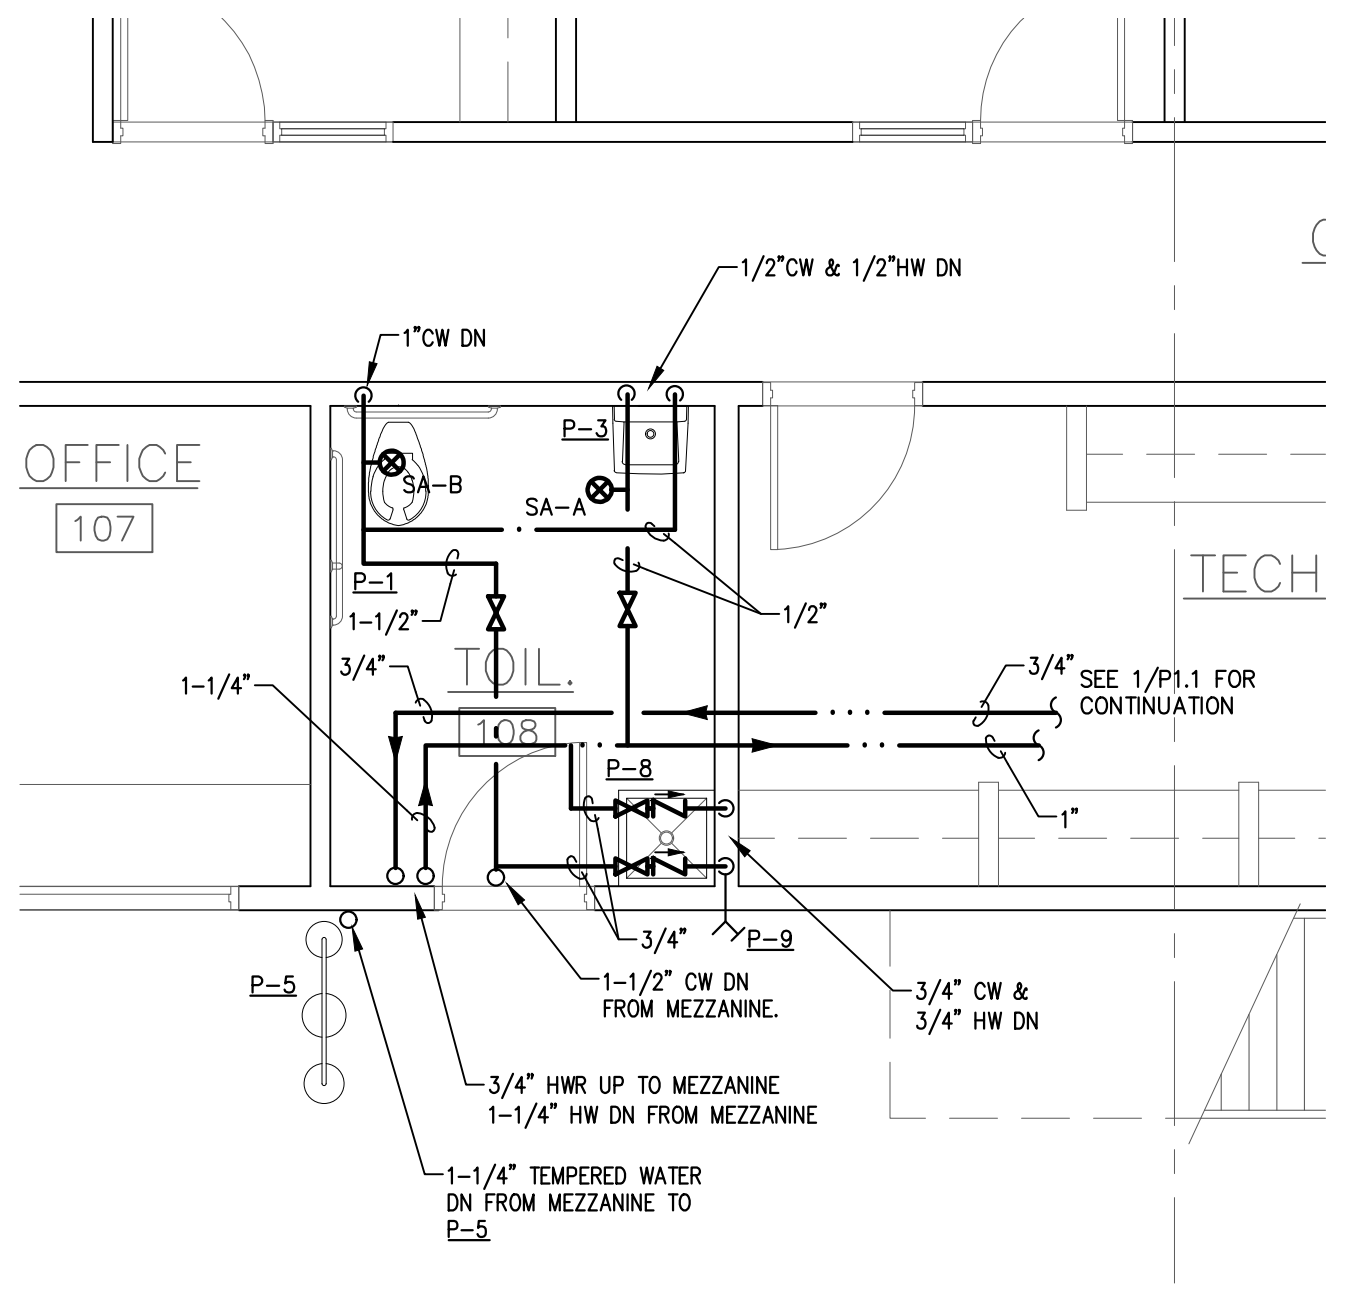 1/2"CW & 1/2"HW DN
1"CW DN
P-3
OFFICE
107
SA-B
SA-A
TECH
P-1
1-1/2"
1/2"
TOIL.
108
3/4"
1-1/4"
3/4"
SEE 1/P1.1 FOR
CONTINUATION
P-8
1"
3/4"
P-9
P-5
1-1/2" CW DN
FROM MEZZANINE.
3/4" CW &
3/4" HW DN
3/4" HWR UP TO MEZZANINE
1-1/4" HW DN FROM MEZZANINE
1-1/4" TEMPERED WATER
DN FROM MEZZANINE TO
P-5